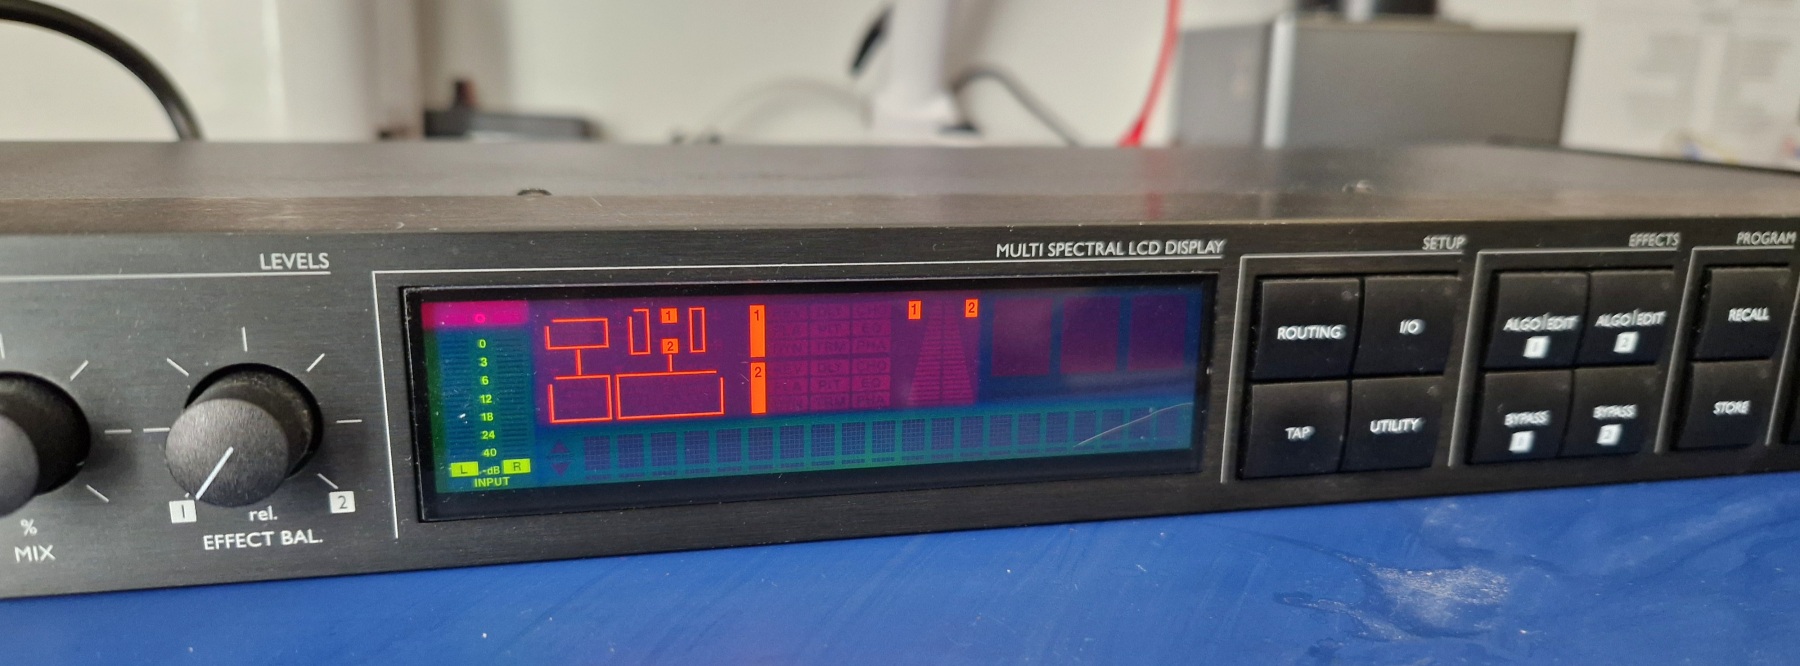 LEVELS
MULTI SPECTRAL LCD DISPLAY
SETUP
EFFECTS
PROGRAM
0
3
6
12
18
24
40
L -dB R
INPUT
1
2
1
2
1
2
ROUTING
I/O
ALGO|EDIT
1
ALGO|EDIT
2
RECALL
TAP
UTILITY
BYPASS
1
BYPASS
2
STORE
1
rel.
2
EFFECT BAL.
%
MIX